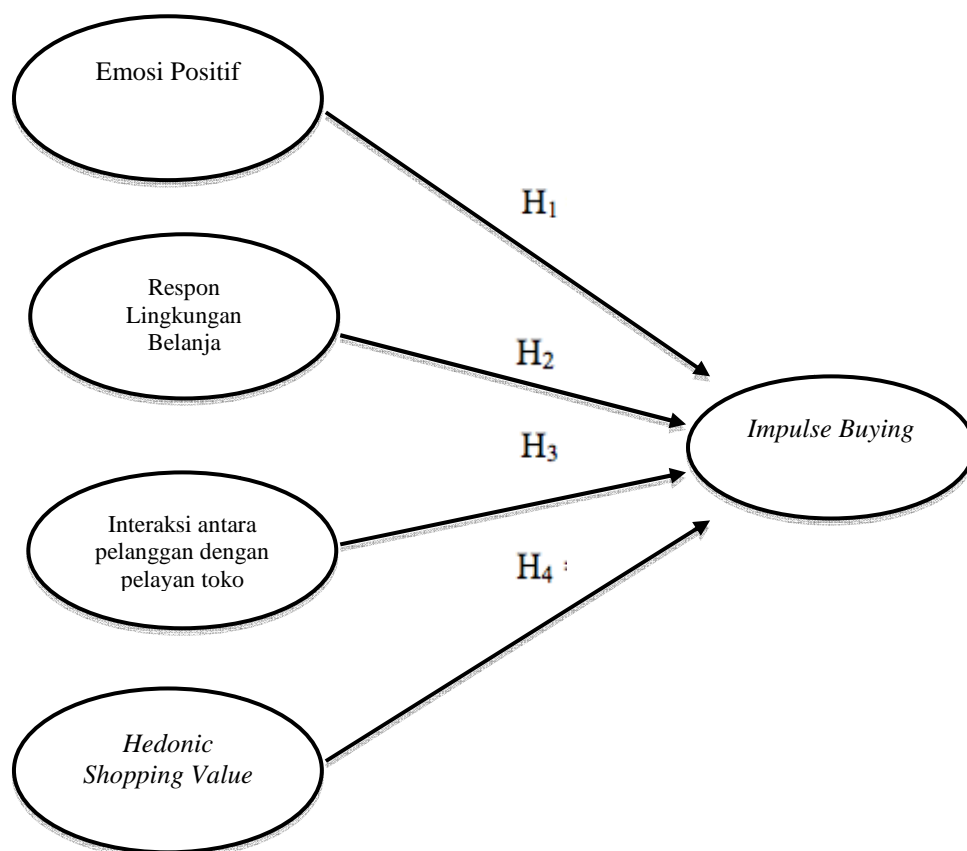 Emosi Positif
H₁
Respon
Lingkungan
Belanja
H₂
Impulse Buying
H₃
Interaksi antara
pelanggan dengan
pelayan toko
H₄ :
Hedonic
Shopping Value